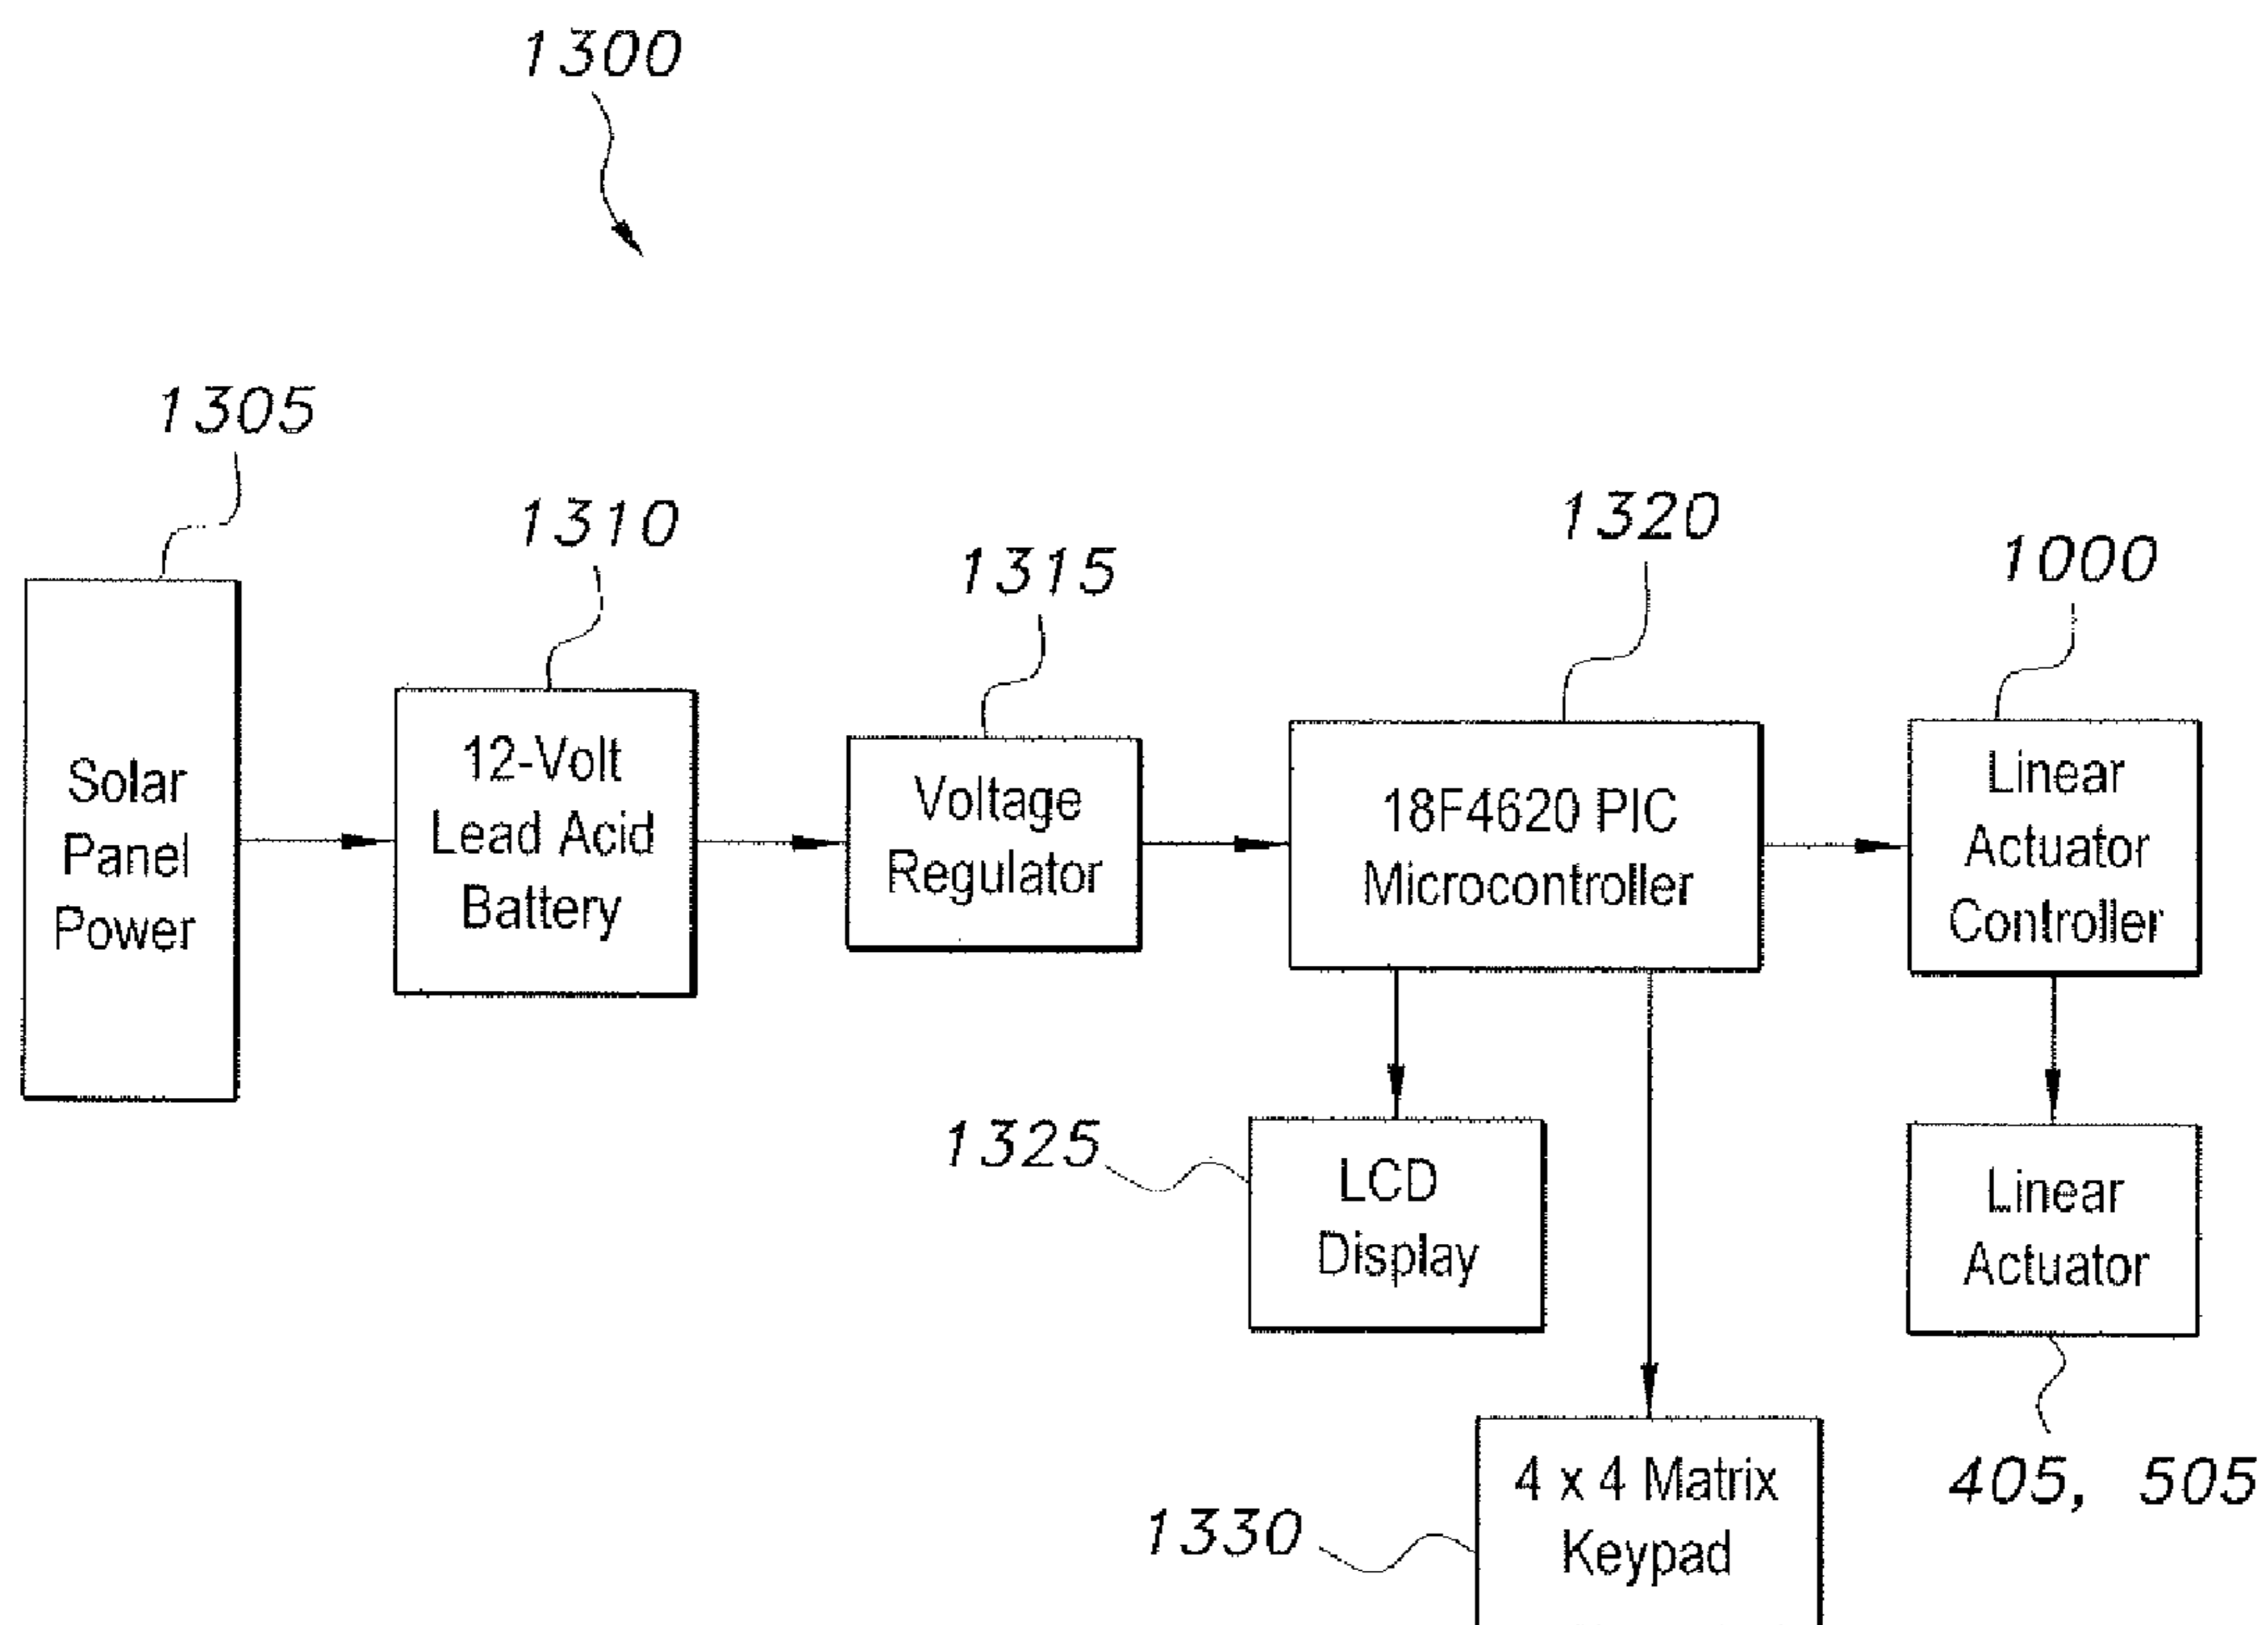 1300
1305
1310
1315
1320
1000
Solar
Panel
Power
12-Volt
Lead Acid
Battery
Voltage
Regulator
18F4620 PIC
Microcontroller
Linear
Actuator
Controller
1325
LCD
Display
Linear
Actuator
405, 505
1330
4 x 4 Matrix
Keypad